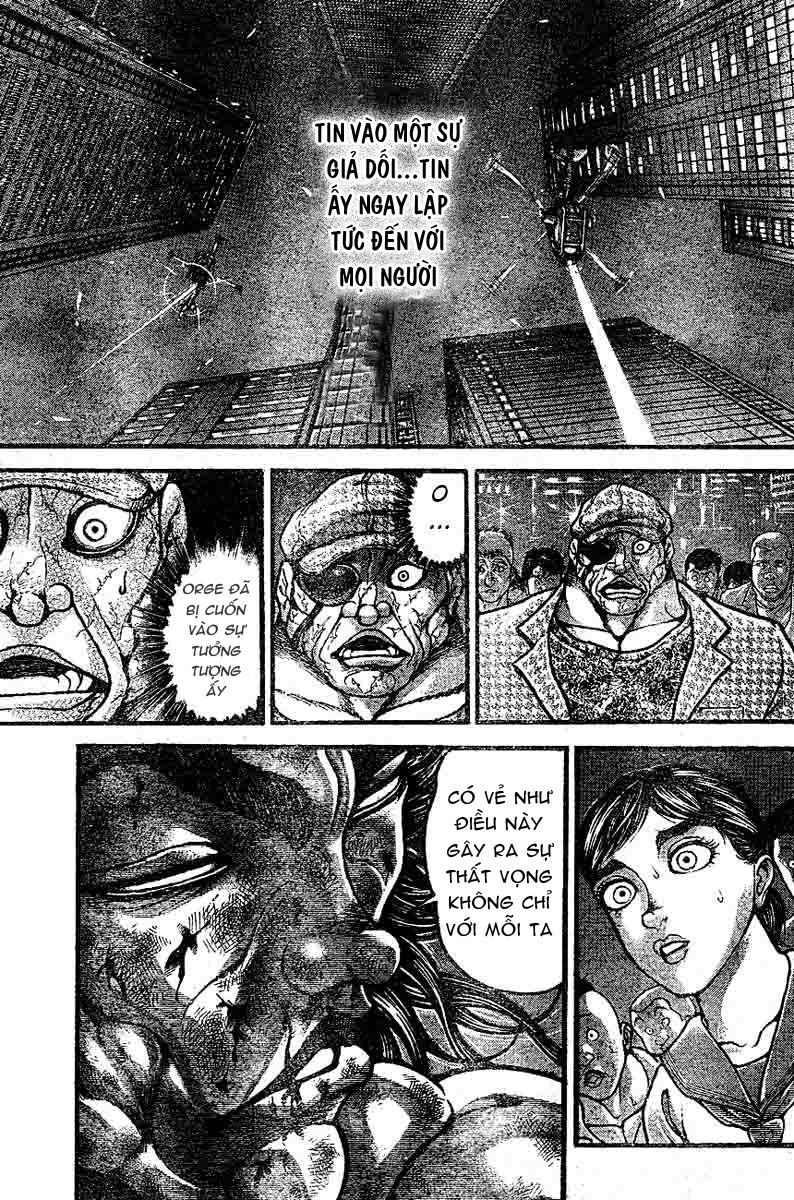 TIN VÀO MỘT SỰ
GIẢ DỐI...TIN
ẤY NGAY LẬP
TỨC ĐẾN VỚI
MỌI NGƯỜI
O
...
ORGE ĐÃ
BỊ CUỐN
VÀO SỰ
TƯỞNG
TƯỢNG
ẤY
CÓ VẺ NHƯ
ĐIỀU NÀY
GÂY RA SỰ
THẤT VỌNG
KHÔNG CHỈ
VỚI MỖI TA